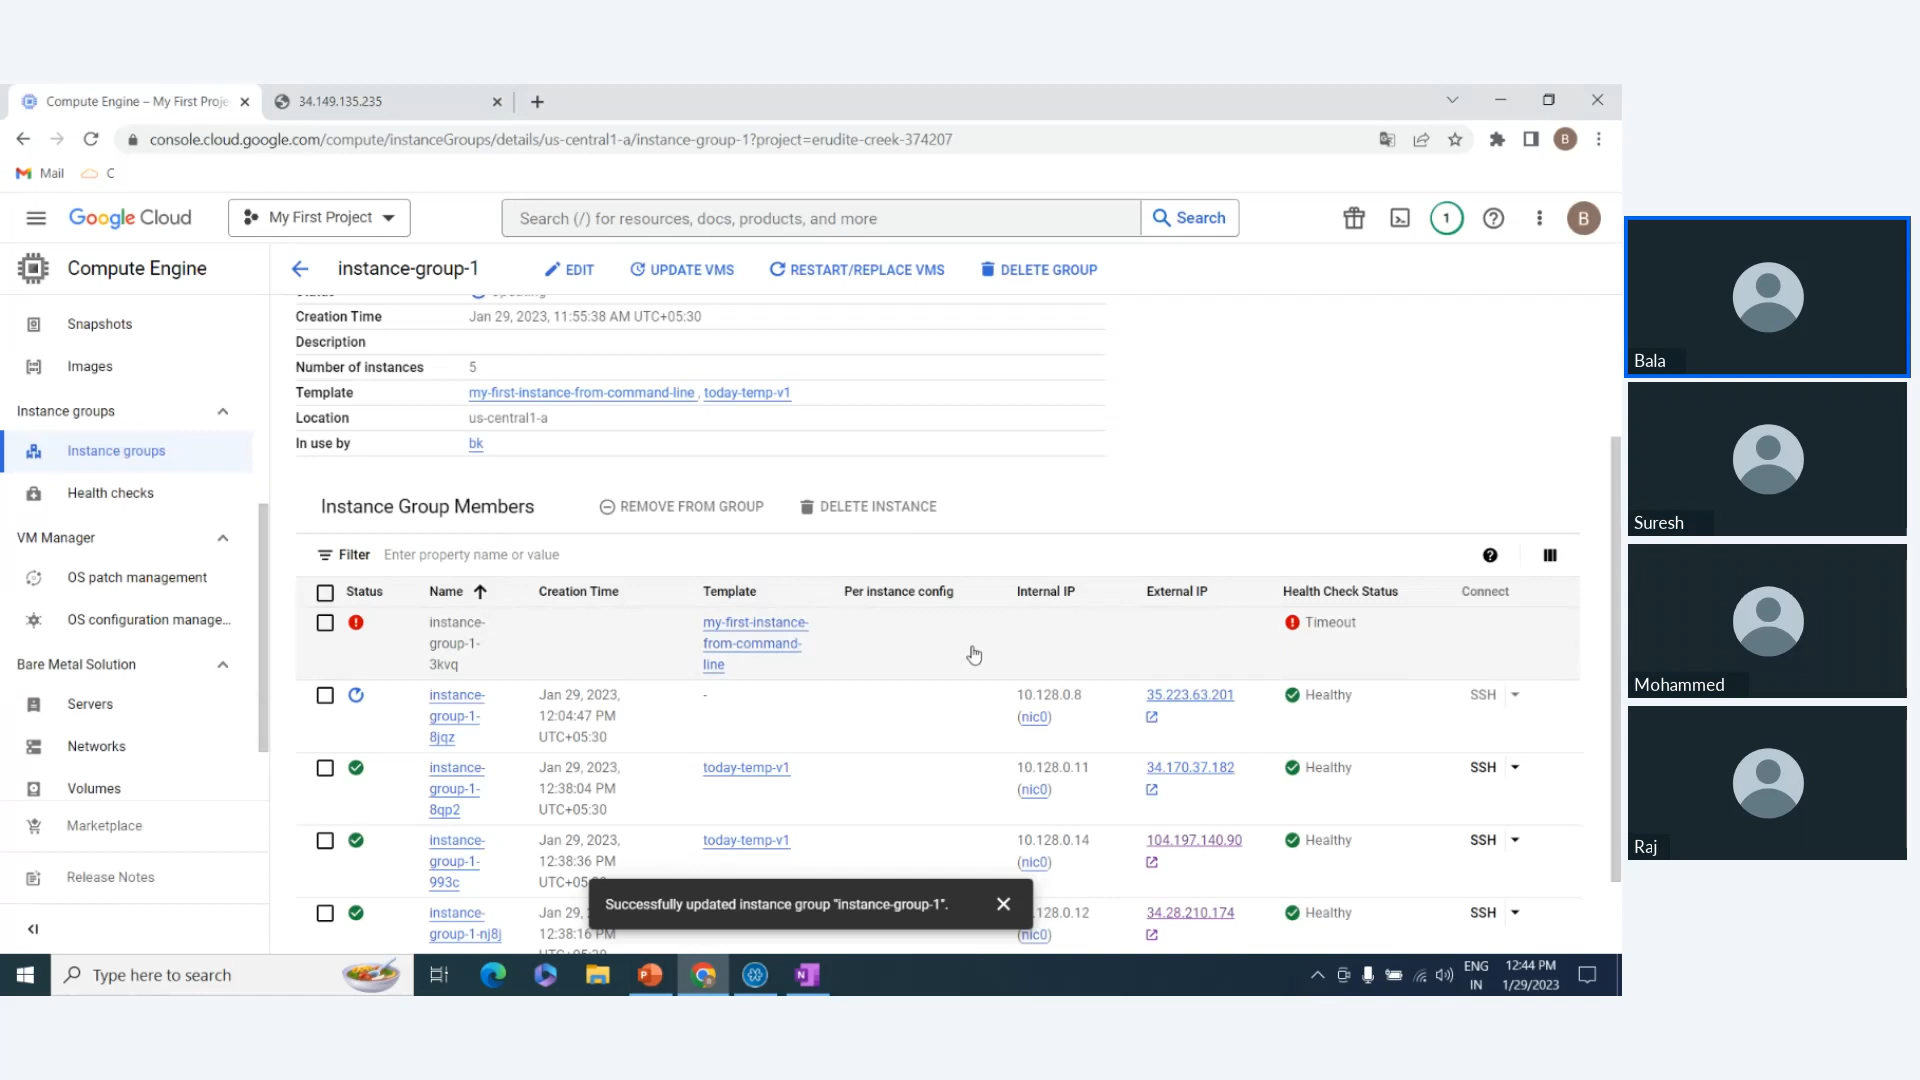 Compute Engine – My First Proje
34.149.135.235
console.cloud.google.com/compute/instanceGroups/details/us-central1-a/instance-group-1?project=erudite-creek-374207
B
Mail
C
Google Cloud
My First Project
Search (/) for resources, docs, products, and more
Search
1
B
Compute Engine
instance-group-1
EDIT
UPDATE VMS
RESTART/REPLACE VMS
DELETE GROUP
Snapshots
Images
Instance groups
Instance groups
Health checks
VM Manager
OS patch management
OS configuration manage...
Bare Metal Solution
Servers
Networks
Volumes
Marketplace
Release Notes
Creation Time Jan 29, 2023, 11:55:38 AM UTC+05:30
Description
Number of instances 5
Template my-first-instance-from-command-line , today-temp-v1
Location us-central1-a
In use by bk
Instance Group Members
REMOVE FROM GROUP
DELETE INSTANCE
Filter Enter property name or value
Status Name Creation Time Template Per instance config Internal IP External IP Health Check Status Connect
instance- my-first-instance- Timeout
group-1- from-command-
3kvq line
instance- Jan 29, 2023, - 10.128.0.8 35.223.63.201 Healthy SSH
group-1- 12:04:47 PM (nic0)
8jqz UTC+05:30
instance- Jan 29, 2023, today-temp-v1 10.128.0.11 34.170.37.182 Healthy SSH
group-1- 12:38:04 PM (nic0)
8qp2 UTC+05:30
instance- Jan 29, 2023, today-temp-v1 10.128.0.14 104.197.140.90 Healthy SSH
group-1- 12:38:36 PM (nic0)
993c UTC+05
instance- Jan 29, .128.0.12 34.28.210.174 Healthy SSH
group-1-nj8j 12:38:16 PM (nic0)
Successfully updated instance group "instance-group-1".
Type here to search
ENG
IN
12:44 PM
1/29/2023
Bala
Suresh
Mohammed
Raj